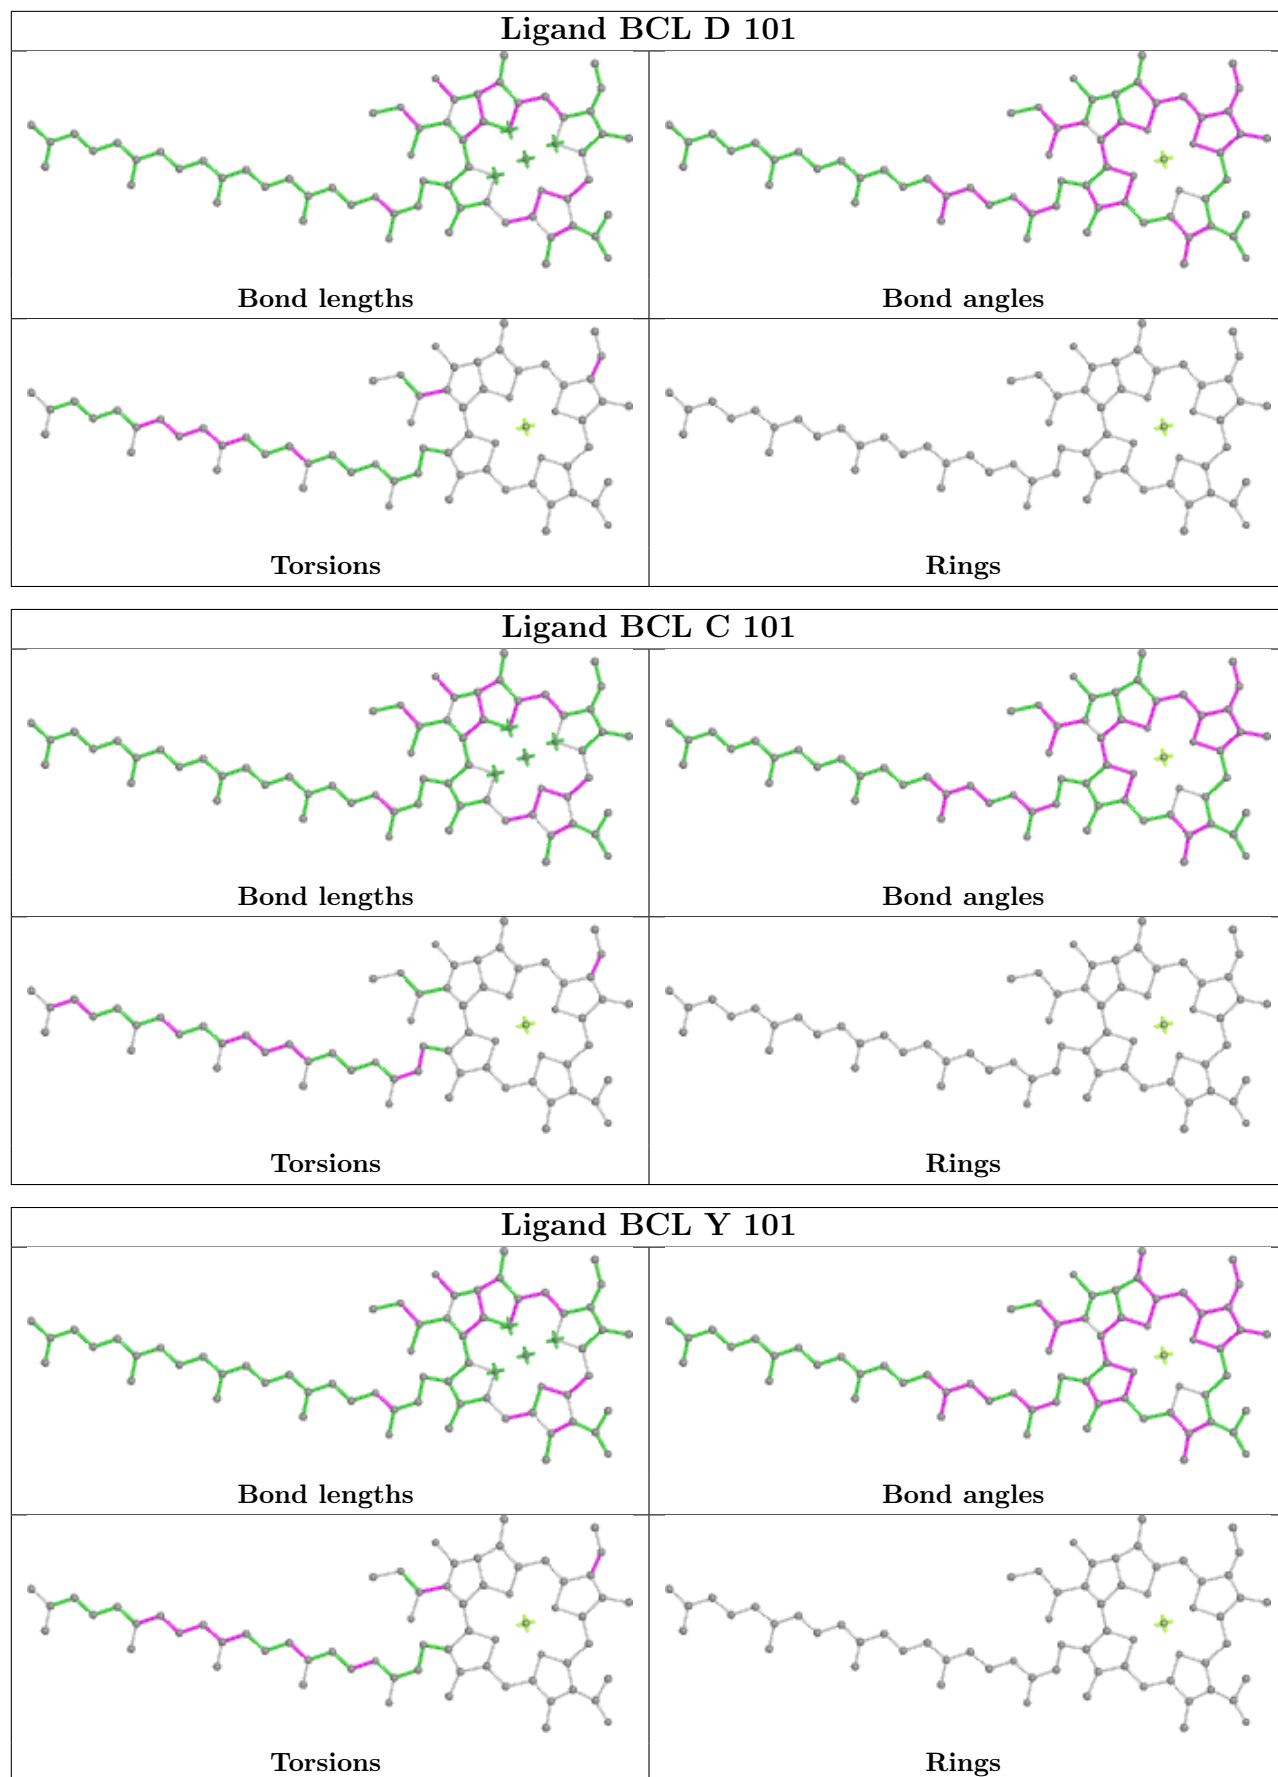 Ligand BCL D 101
Bond lengths
Bond angles
Torsions
Rings
Ligand BCL C 101
Bond lengths
Bond angles
Torsions
Rings
Ligand BCL Y 101
Bond lengths
Bond angles
Torsions
Rings